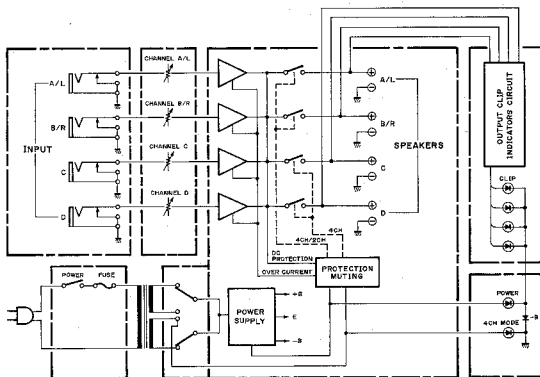 CHANNEL A/L
A/L
CHANNEL B/R
B/R
INPUT
CHANNEL C
C
CHANNEL D
D
A/L
B/R
SPEAKERS
C
D
4CH
4CH/2CH
DC
PROTECTION
OVER CURRENT
PROTECTION
MUTING
OUTPUT CLIP
INDICATORS CIRCUIT
CLIP
POWER
FUSE
POWER
SUPPLY
+B
E
-B
POWER
4CH MODE
-B